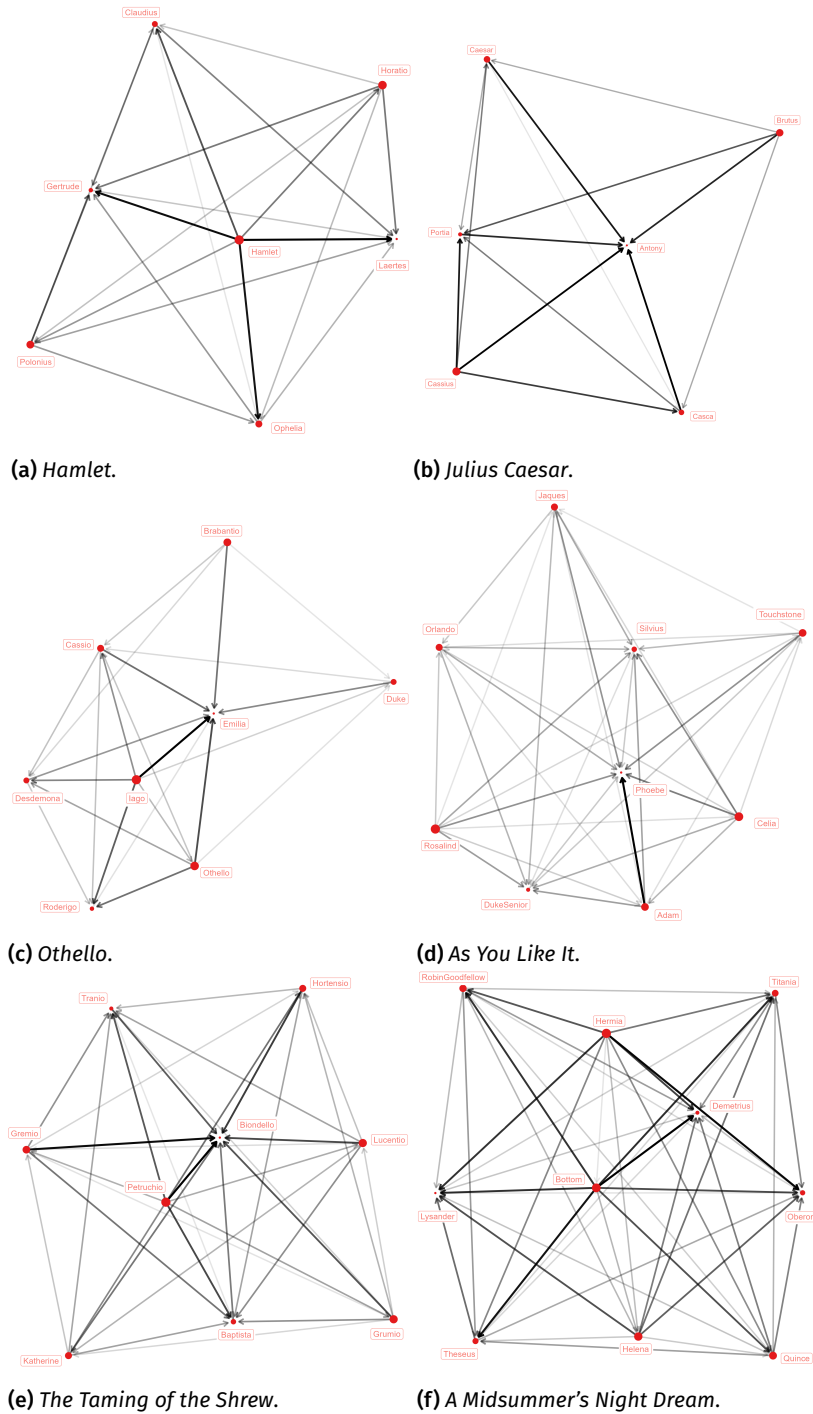 Claudius
Horatio
Gertrude
Hamlet
Laertes
Polonius
Ophelia
(a) Hamlet.
Caesar
Brutus
Portia
Antony
Cassius
Casca
(b) Julius Caesar.
Brabantio
Cassio
Duke
Emilia
Desdemona
Iago
Othello
Roderigo
(c) Othello.
Jaques
Touchstone
Orlando
Silvius
Phoebe
Celia
Rosalind
DukeSenior
Adam
(d) As You Like It.
Hortensio
Tranio
Biondello
Gremio
Lucentio
Petruchio
Baptista
Grumio
Katherine
(e) The Taming of the Shrew.
RobinGoodfellow
Titania
Hermia
Demetrius
Bottom
Lysander
Oberon
Theseus
Helena
Quince
(f) A Midsummer's Night Dream.